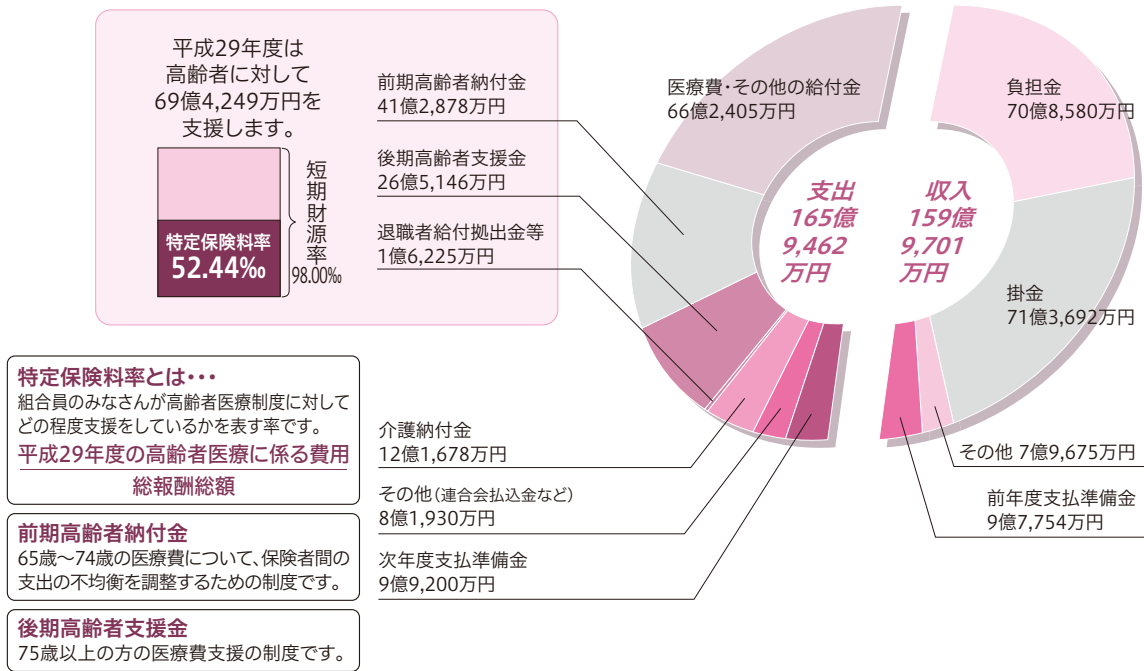 平成29年度は
高齢者に対して
69億4,249万円を
支援します。
特定保険料率
52.44‰
短期財源率
98.00‰
前期高齢者納付金
41億2,878万円
後期高齢者支援金
26億5,146万円
退職者給付拠出金等
1億6,225万円
医療費・その他の給付金
66億2,405万円
負担金
70億8,580万円
支出
165億
9,462
万円
収入
159億
9,701
万円
掛金
71億3,692万円
特定保険料率とは・・・
組合員のみなさんが高齢者医療制度に対して
どの程度支援をしているかを表す率です。
平成29年度の高齢者医療に係る費用
総報酬総額
介護納付金
12億1,678万円
その他(連合会払込金など)
8億1,930万円
次年度支払準備金
9億9,200万円
その他 7億9,675万円
前年度支払準備金
9億7,754万円
前期高齢者納付金
65歳～74歳の医療費について、保険者間の
支出の不均衡を調整するための制度です。
後期高齢者支援金
75歳以上の方の医療費支援の制度です。